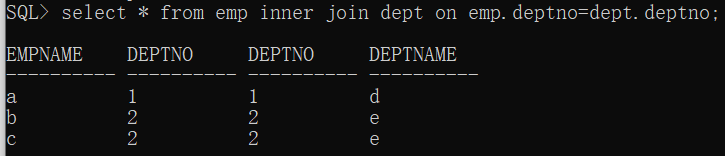 SQL> select * from emp inner join dept on emp.deptno=dept.deptno;
EMPNAME    DEPTNO     DEPTNO     DEPTNAME
---------- ---------- ---------- ----------
a          1          1          d
b          2          2          e
c          2          2          e